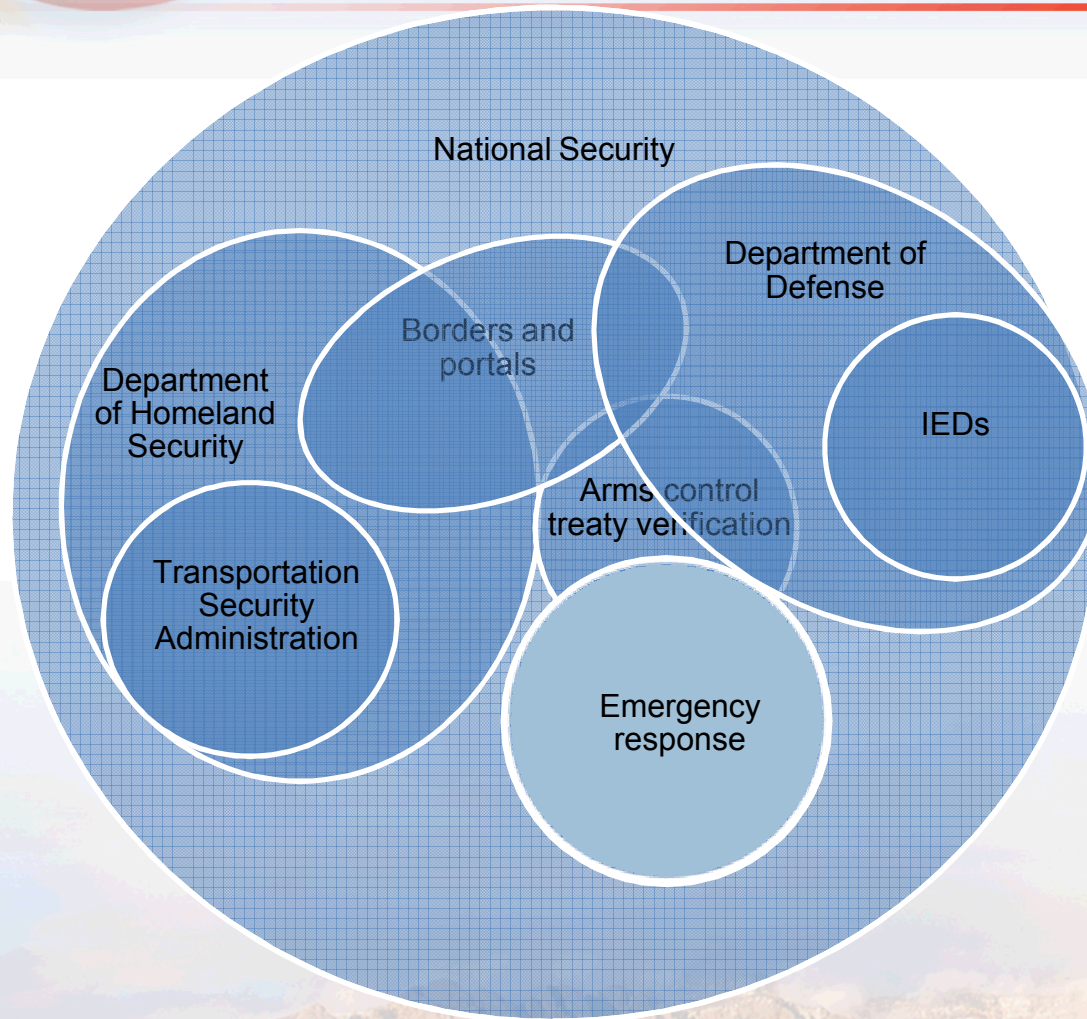 National Security
Department of
Defense
Borders and
portals
Department
of Homeland
Security
IEDs
Arms control
treaty verification
Transportation
Security
Administration
Emergency
response